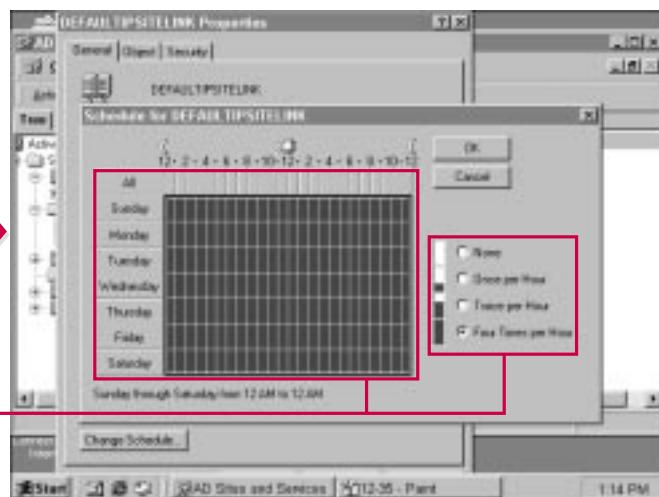 DEFAULTIPSITELINK Properties
General Object Security
DEFAULTIPSITELINK
Schedule for DEFAULTIPSITELINK
12 • 2 • 4 • 6 • 8 • 10 • 12 • 2 • 4 • 6 • 8 • 10 • 12
OK
Cancel
All
Sunday
Monday
Tuesday
Wednesday
Thursday
Friday
Saturday
None
Once per Hour
Twice per Hour
Four Times per Hour
Sunday through Saturday from 12 AM to 12 AM
Change Schedule...
Tree
Start AD Sites and Services 12-35 - Paint 1:14 PM